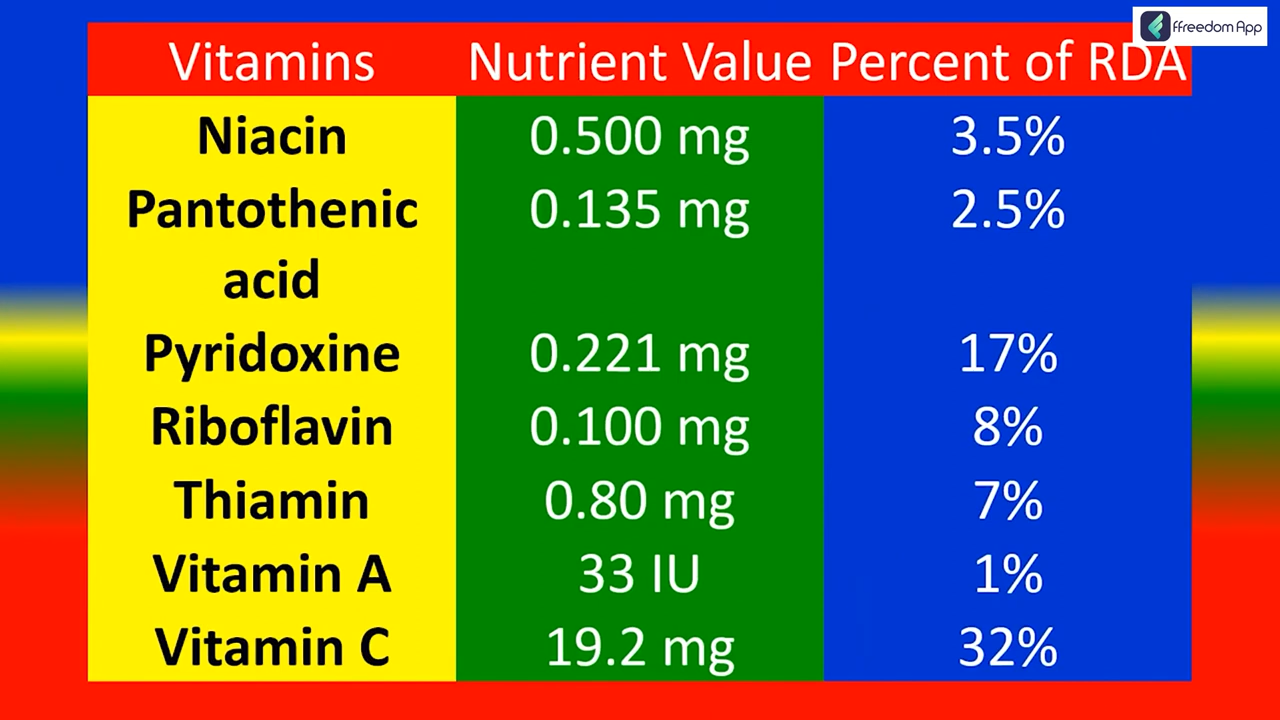 ffreedom App
Vitamins Nutrient Value Percent of RDA
Niacin 0.500 mg 3.5%
Pantothenic 0.135 mg 2.5%
acid
Pyridoxine 0.221 mg 17%
Riboflavin 0.100 mg 8%
Thiamin 0.80 mg 7%
Vitamin A 33 IU 1%
Vitamin C 19.2 mg 32%